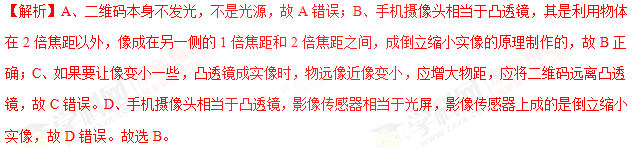 【解析】A、二维码本身不发光，不是光源，故 A 错误；B、手机摄像头相当于凸透镜，其是利用物体
在 2 倍焦距以外，像成在另一侧的 1 倍焦距和 2 倍焦距之间，成倒立缩小实像的原理制作的，故 B 正
确；C、如果要让像变小一些，凸透镜成实像时，物远像近像变小，应增大物距，应将二维码远离凸透
镜，故 C 错误。D、手机摄像头相当于凸透镜，影像传感器相当于光屏，影像传感器上成的是倒立缩小
实像，故 D 错误。故选 B。